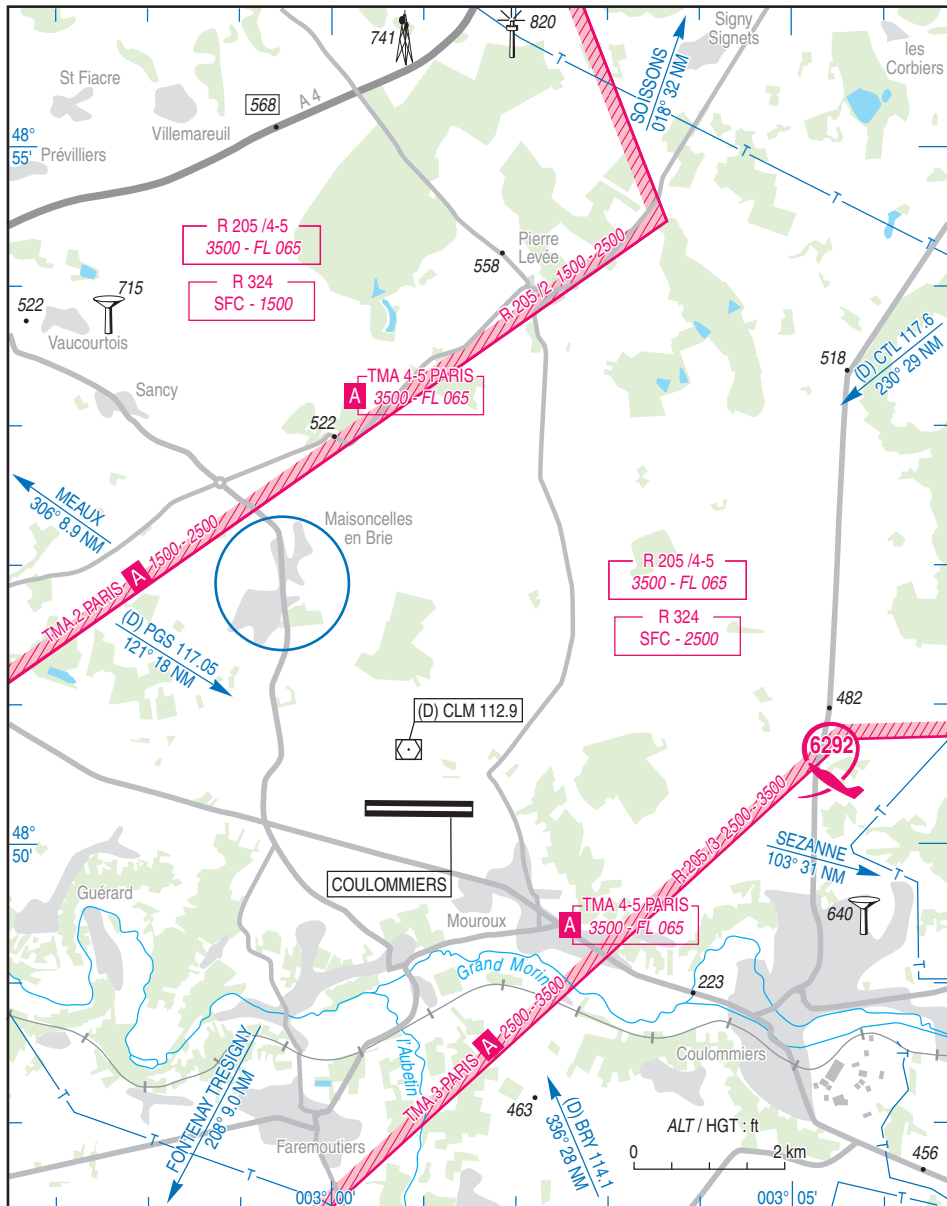 741
820
Signy
Signets
les
Corbiers
St Fiacre
568
A 4
Villemareuil
SOISSONS
018° 32 NM
48°
55'
Prévilliers
T
T
T
T
R 205 /4-5
3500 - FL 065
R 324
SFC - 1500
Pierre
Levée
558
R 205 /2 1500 - 2500
715
522
Vaucourtois
518
(D) CTL 117.6
230° 29 NM
Sancy
TMA 4-5 PARIS
A
3500 - FL 065
522
MEAUX
306° 8.9 NM
Maisoncelles
en Brie
TMA 2 PARIS A 1500 - 2500
R 205 /4-5
3500 - FL 065
R 324
SFC - 2500
(D) PGS 117.05
121° 18 NM
(D) CLM 112.9
482
6292
T
T
48°
50'
R 205 /3 2500 - 3500
SEZANNE
103° 31 NM
COULOMMIERS
Guérard
Mouroux
TMA 4-5 PARIS
A
3500 - FL 065
640
Grand Morin
223
l'Aubetin
TMA 3 PARIS A 2500 - 3500
Coulommiers
FONTENAY TRESIGNY
208° 9.0 NM
463
(D) BRY 114.1
336° 28 NM
ALT / HGT : ft
0
2 km
Faremoutiers
456
T
T
T
T
T
T
003° 00'
003° 05'